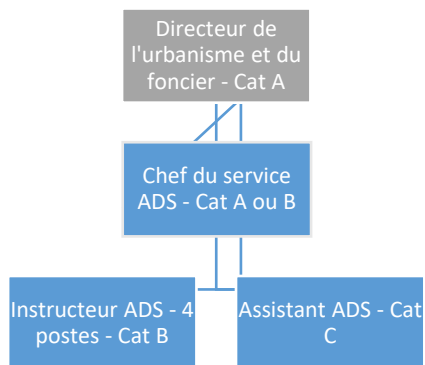 Directeur de
l'urbanisme et du
foncier - Cat A
Chef du service
ADS - Cat A ou B
Instructeur ADS - 4
postes - Cat B
Assistant ADS - Cat
C